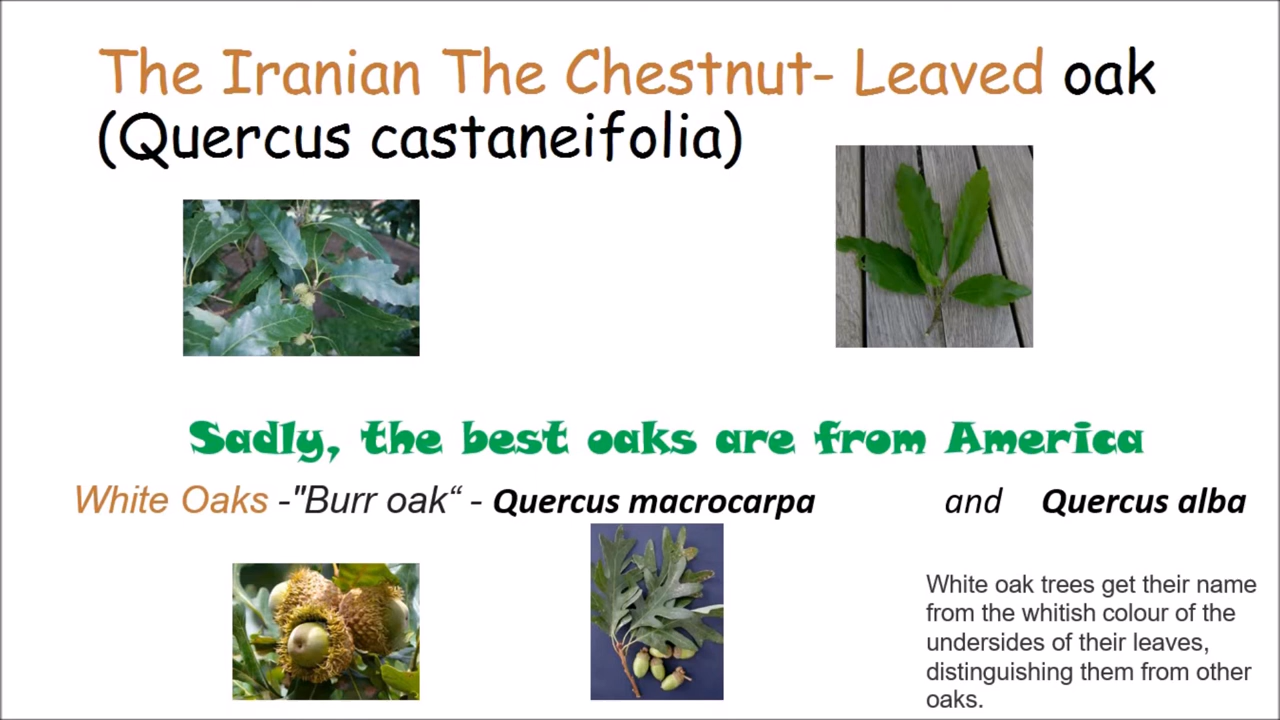 The Iranian The Chestnut- Leaved oak
(Quercus castaneifolia)
Sadly, the best oaks are from America
White Oaks -"Burr oak“ - Quercus macrocarpa and Quercus alba
White oak trees get their name
from the whitish colour of the
undersides of their leaves,
distinguishing them from other
oaks.